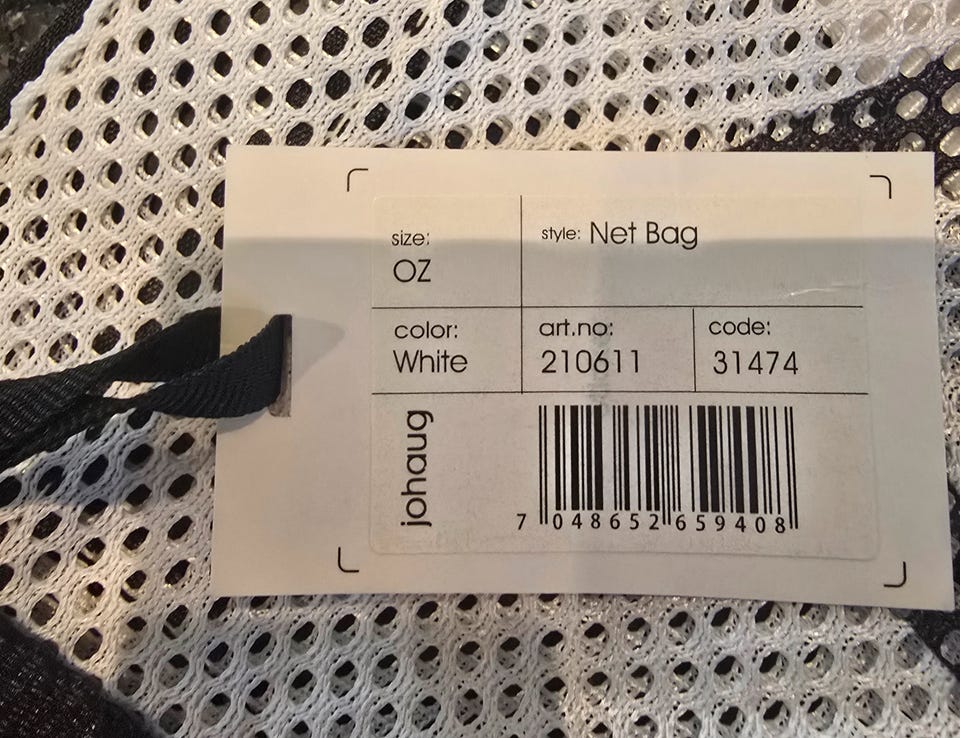 size:
OZ
style: Net Bag
color:
White
art.no:
210611
code:
31474
johaug
7 048652 659408